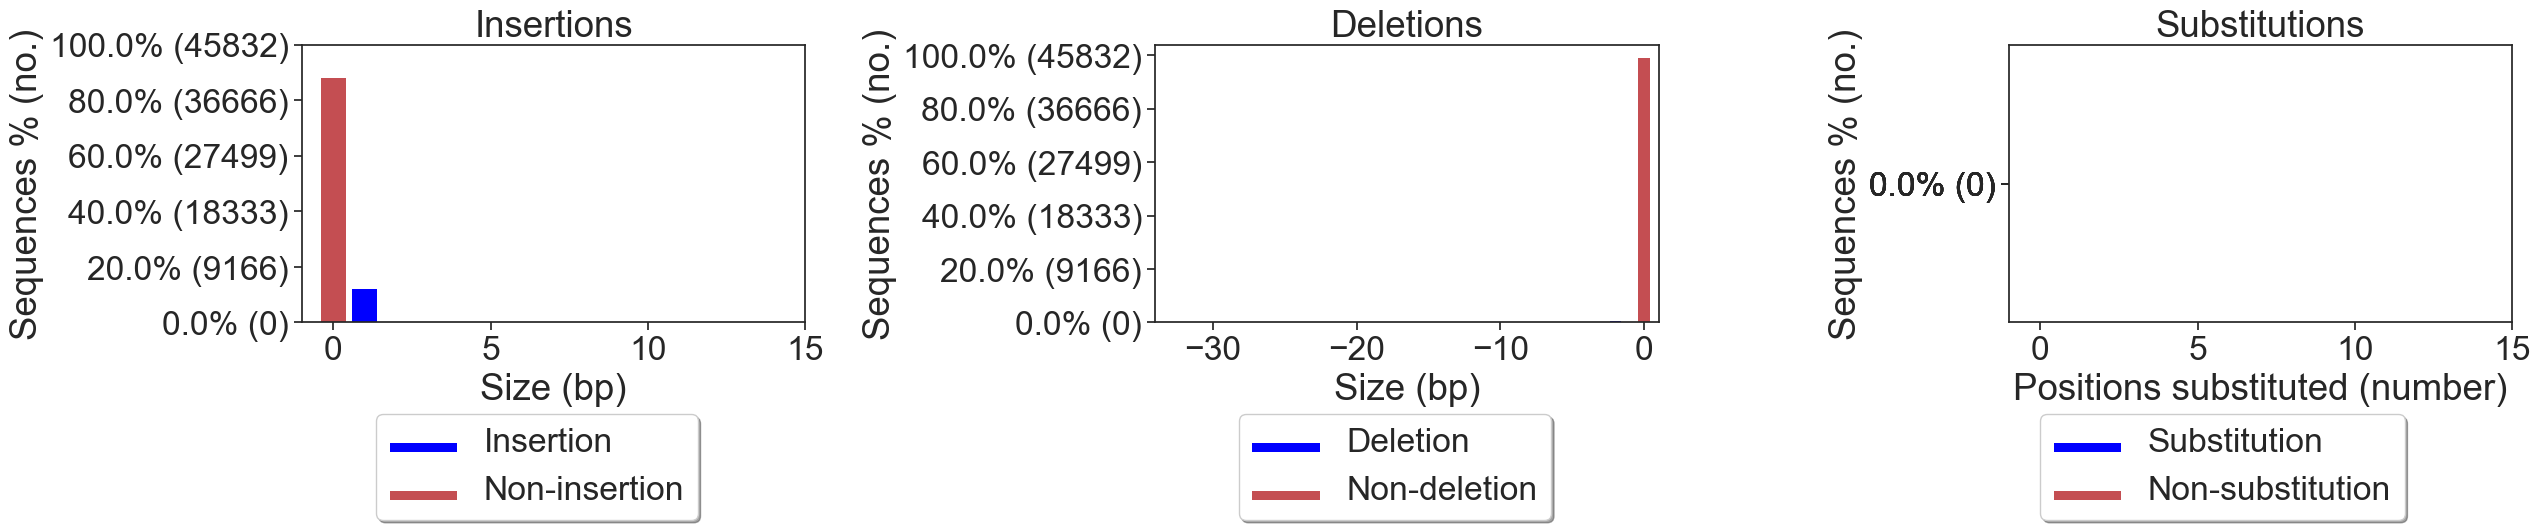 Insertions
Sequences % (no.)
100.0% (45832)
80.0% (36666)
60.0% (27499)
40.0% (18333)
20.0% (9166)
0.0% (0)
0 5 10 15
Size (bp)
Insertion
Non-insertion
Deletions
Sequences % (no.)
100.0% (45832)
80.0% (36666)
60.0% (27499)
40.0% (18333)
20.0% (9166)
0.0% (0)
−30 −20 −10 0
Size (bp)
Deletion
Non-deletion
Substitutions
Sequences % (no.)
0.0% (0)
0 5 10 15
Positions substituted (number)
Substitution
Non-substitution